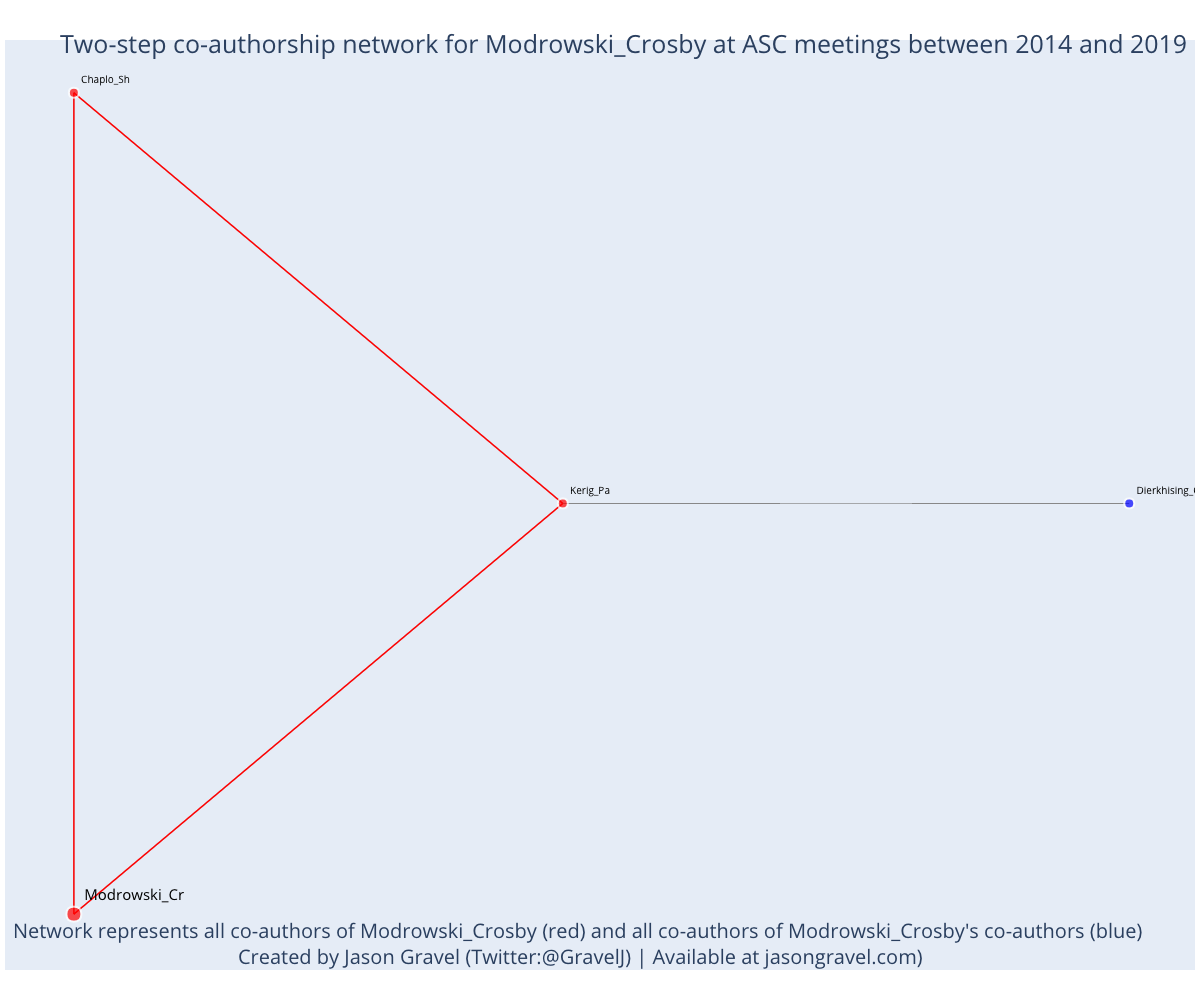 Two-step co-authorship network for Modrowski_Crosby at ASC meetings between 2014 and 2019
Chaplo_Sh
Kerig_Pa
Dierkhising_
Modrowski_Cr
Network represents all co-authors of Modrowski_Crosby (red) and all co-authors of Modrowski_Crosby's co-authors (blue)
Created by Jason Gravel (Twitter:@GravelJ) | Available at jasongravel.com)